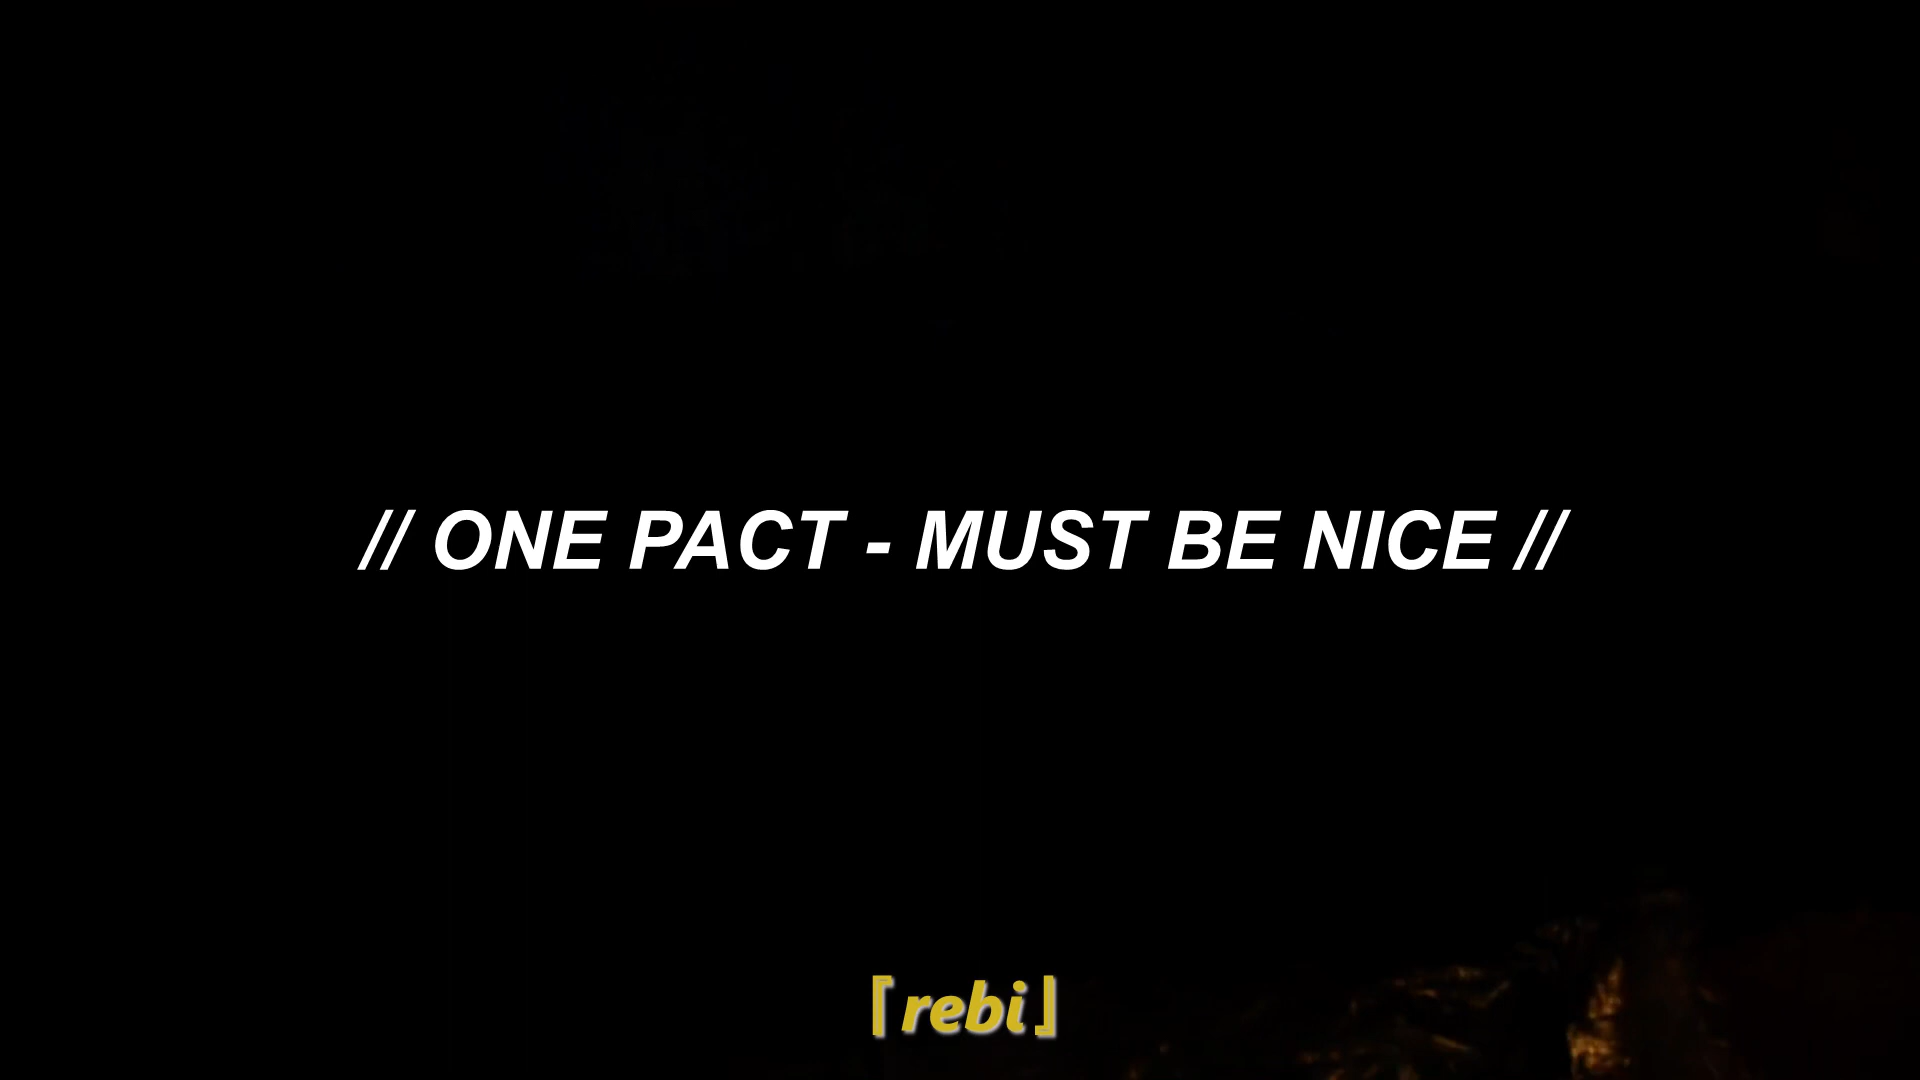 // ONE PACT - MUST BE NICE //
『rebi』